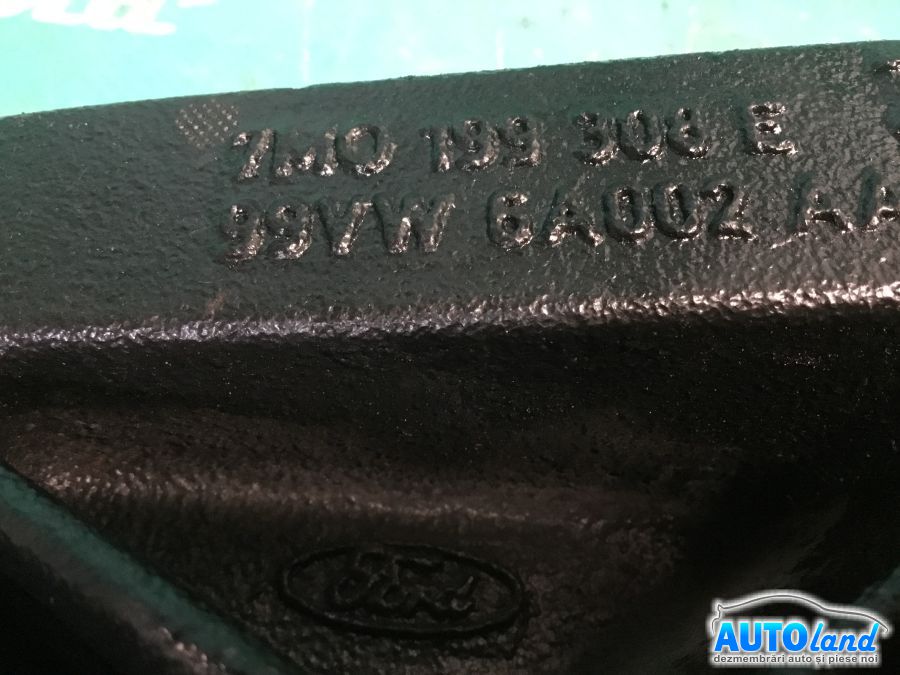 7M0 199 308 E
99VW 6A002 AA
Ford
AUTOland
dezmembrări auto și piese noi